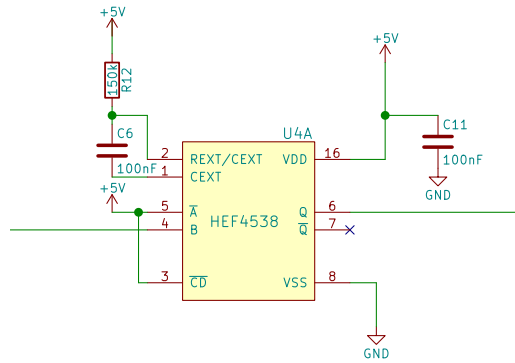 +5V
+5V
150k
R12
C6
100nF
U4A
C11
100nF
GND
2
REXT/CEXT
VDD
16
1
CEXT
+5V
5
A̅
Q
6
HEF4538
4
B
Q̅
7
3
C̅D̅
VSS
8
GND